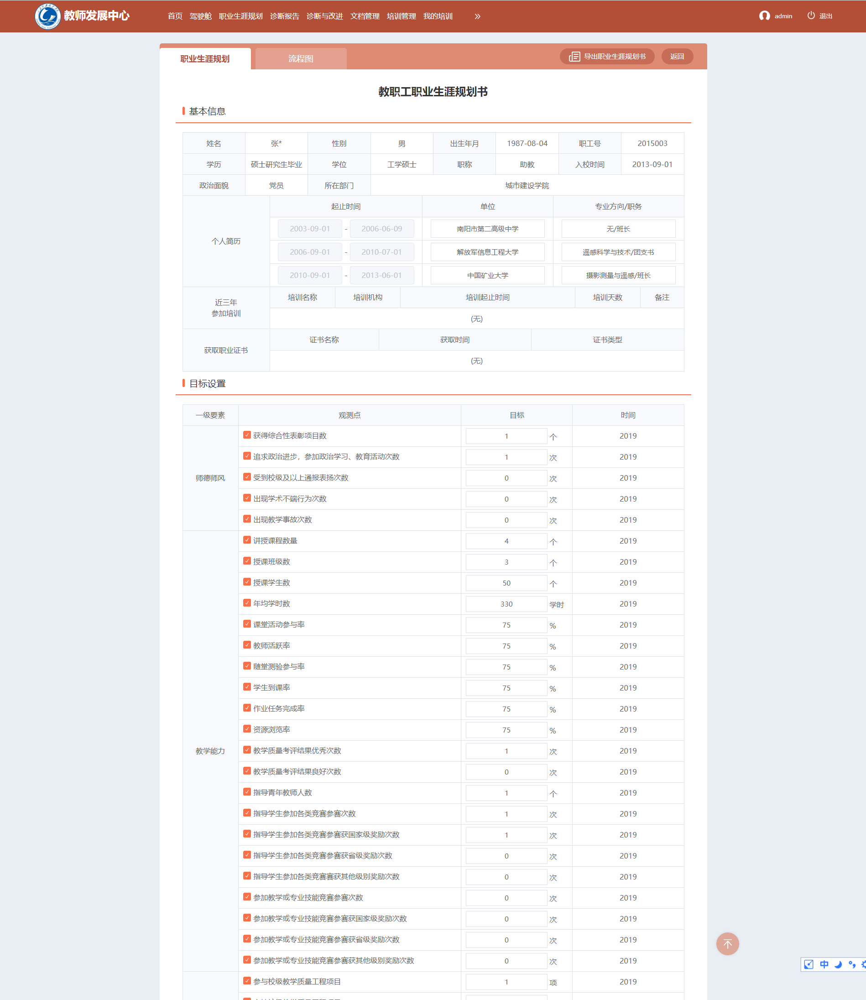 教师发展中心 首页 驾驶舱 职业生涯规划 诊断报告 诊断与改进 文档管理 培训管理 我的培训 admin 退出
职业生涯规划 流程图 导出职业生涯规划书 返回
教职工职业生涯规划书
基本信息
姓名 张* 性别 男 出生年月 1987-08-04 职工号 2015003
学历 硕士研究生毕业 学位 工学硕士 职称 助教 入校时间 2013-09-01
政治面貌 党员 所在部门 城市建设学院
个人简历
起止时间 单位 专业方向/职务
2003-09-01 - 2006-06-09 南阳市第二高级中学 无/班长
2006-09-01 - 2010-07-01 解放军信息工程大学 遥感科学与技术/团支书
2010-09-01 - 2013-06-01 中国矿业大学 摄影测量与遥感/班长
近三年
参加培训
培训名称 培训机构 培训起止时间 培训天数 备注
(无)
获取职业证书
证书名称 获取时间 证书类型
(无)
目标设置
一级要素 观测点 目标 时间
师德师风
获得综合性表彰项目数 1 个 2019
追求政治进步，参加政治学习、教育活动次数 1 次 2019
受到校级及以上通报表扬次数 0 次 2019
出现学术不端行为次数 0 次 2019
出现教学事故次数 0 次 2019
教学能力
讲授课程数量 4 个 2019
授课班级数 3 个 2019
授课学生数 50 个 2019
年均学时数 330 学时 2019
课堂活动参与率 75 % 2019
教师活跃率 75 % 2019
随堂测验参与率 75 % 2019
学生到课率 75 % 2019
作业任务完成率 75 % 2019
资源浏览率 75 % 2019
教学质量考评结果优秀次数 1 次 2019
教学质量考评结果良好次数 0 次 2019
指导青年教师人数 1 个 2019
指导学生参加各类竞赛参赛次数 1 次 2019
指导学生参加各类竞赛参赛获国家级奖励次数 1 次 2019
指导学生参加各类竞赛参赛获省级奖励次数 0 次 2019
指导学生参加各类竞赛赛获其他级别奖励次数 0 次 2019
参加教学或专业技能竞赛参赛次数 0 次 2019
参加教学或专业技能竞赛参赛获国家级奖励次数 0 次 2019
参加教学或专业技能竞赛参赛获省级奖励次数 0 次 2019
参加教学或专业技能竞赛参赛获其他级别奖励次数 0 次 2019
中
参与校级教学质量工程项目 1 项 2019